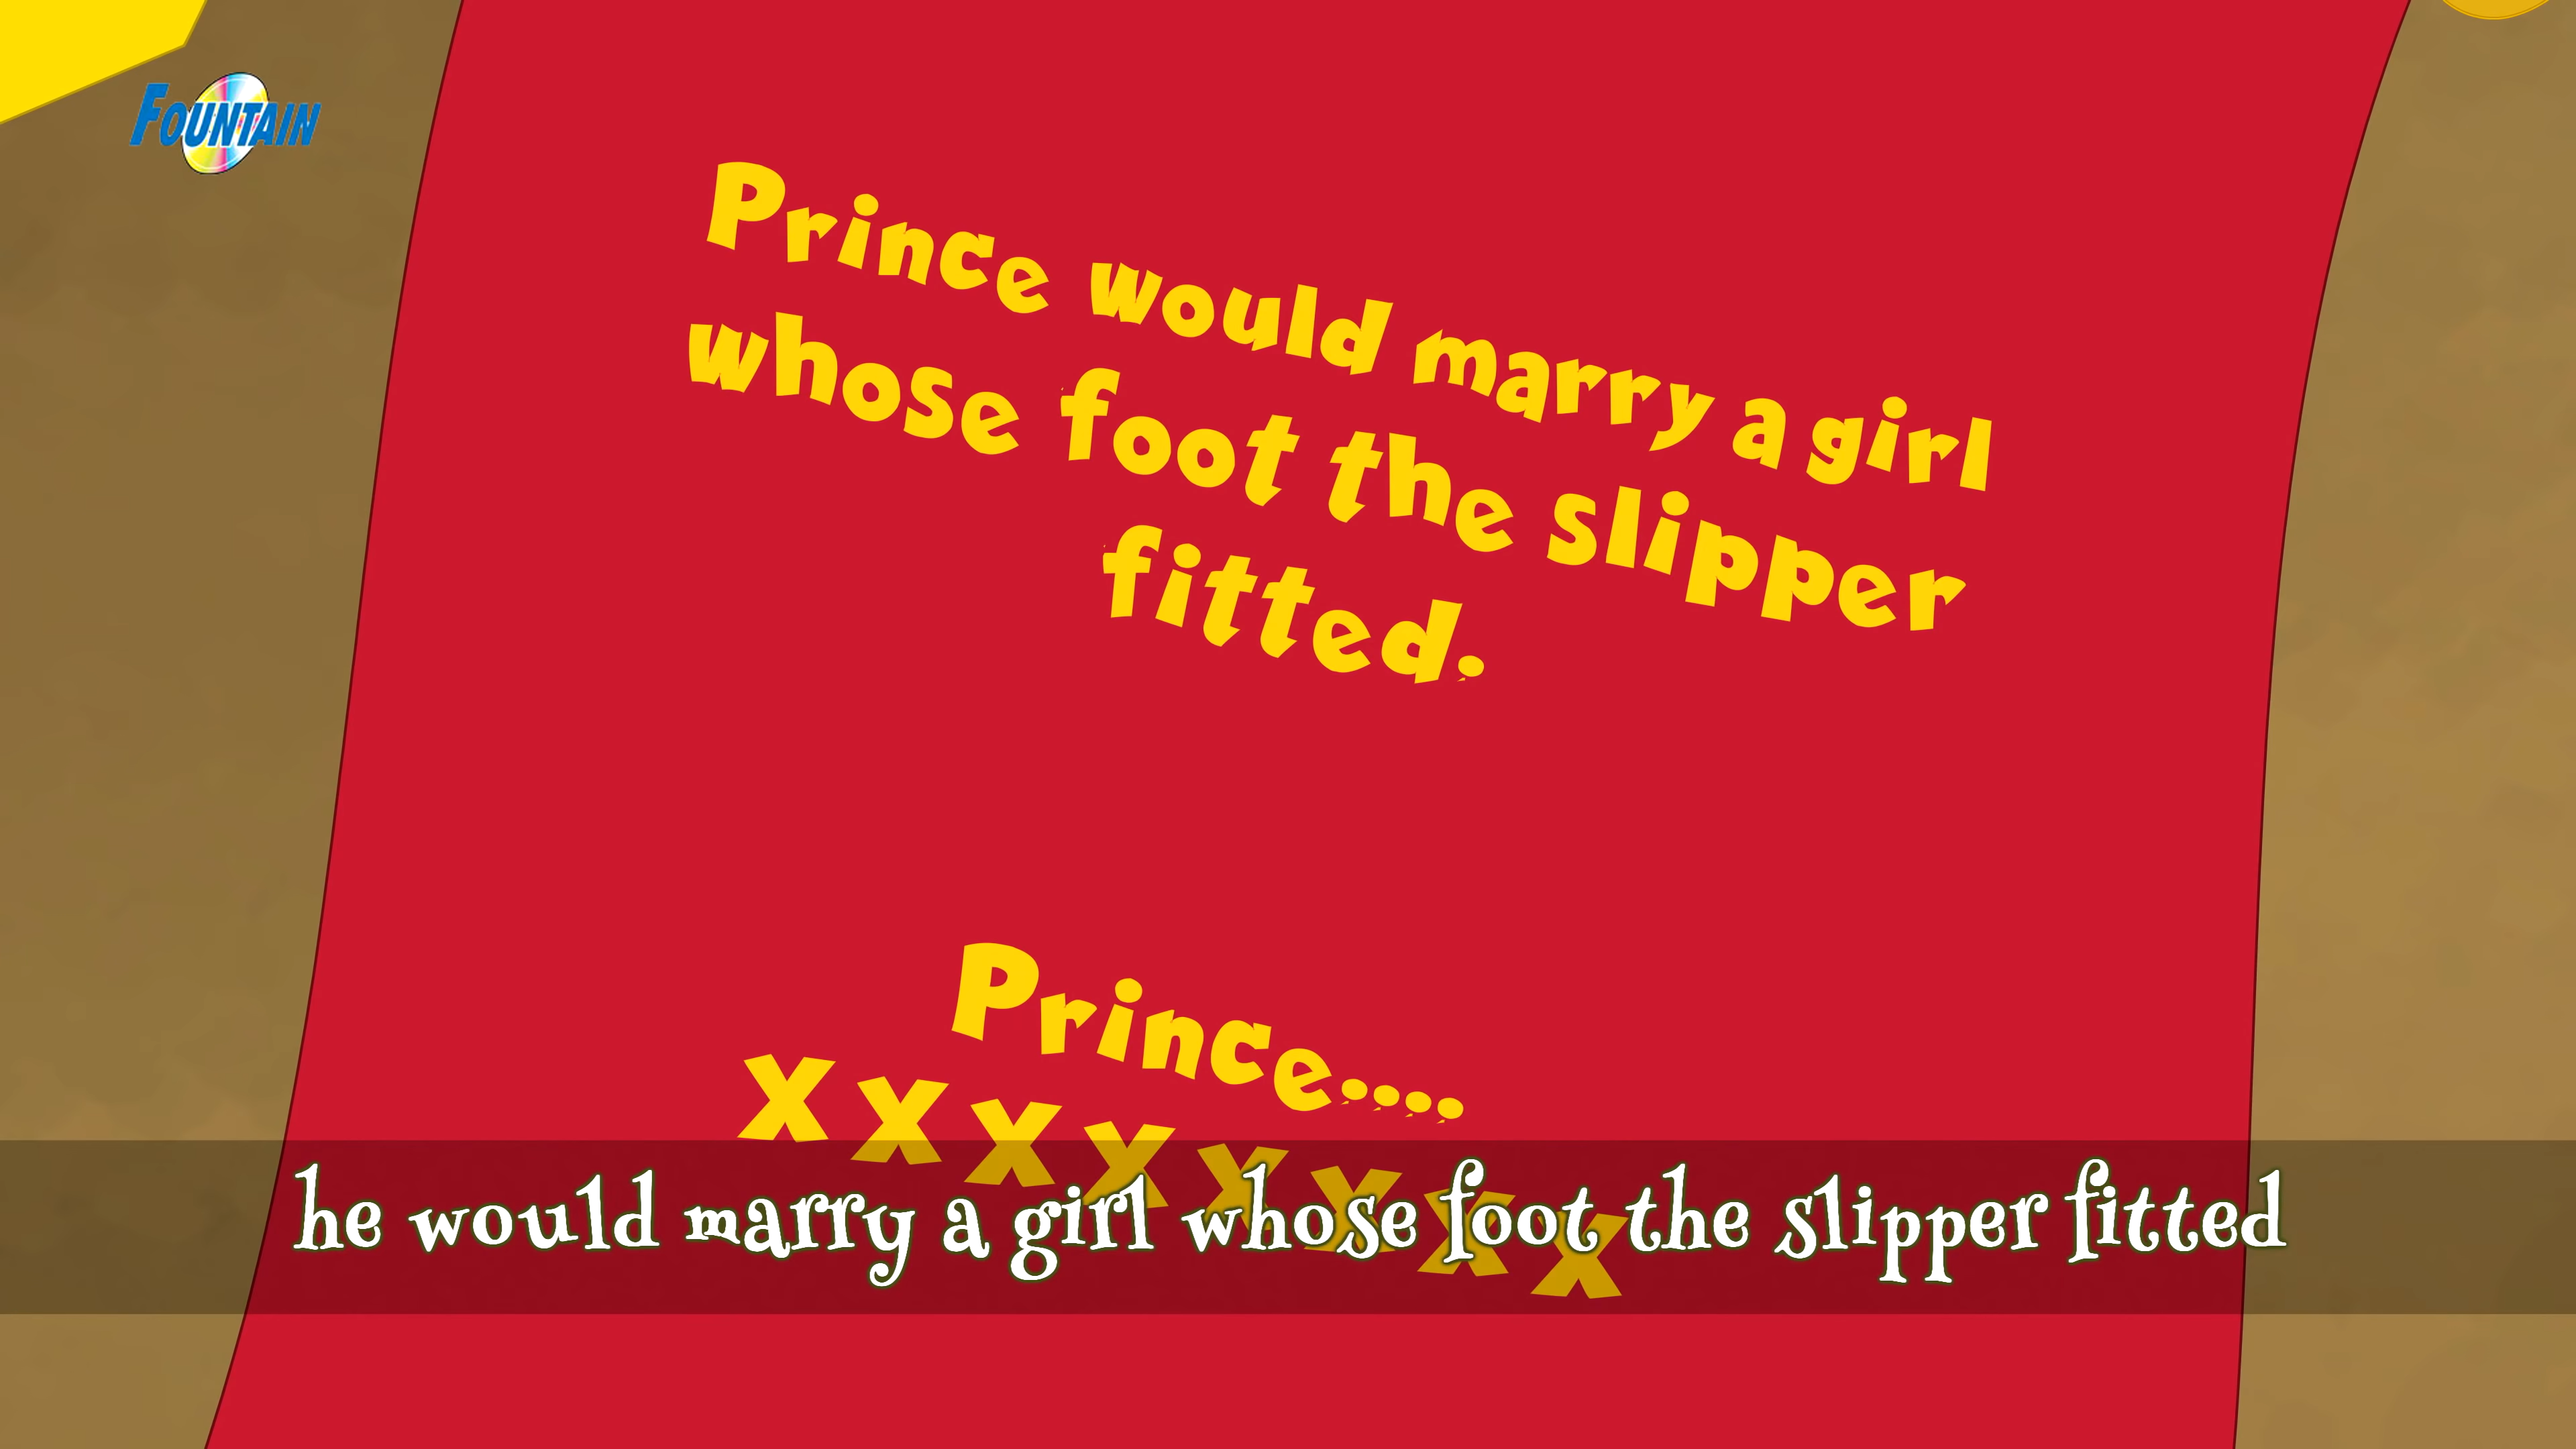 FOUNTAIN
Prince would marry a girl
whose foot the slipper
fitted.
Prince....
X X X X X X X X
he would marry a girl whose foot the slipper fitted